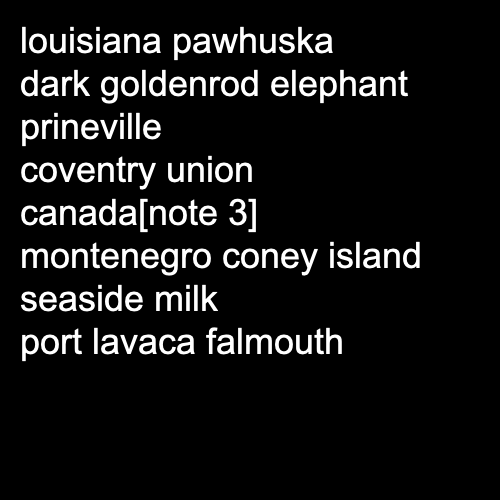 louisiana pawhuska
dark goldenrod elephant
prineville
coventry union
canada[note 3]
montenegro coney island
seaside milk
port lavaca falmouth